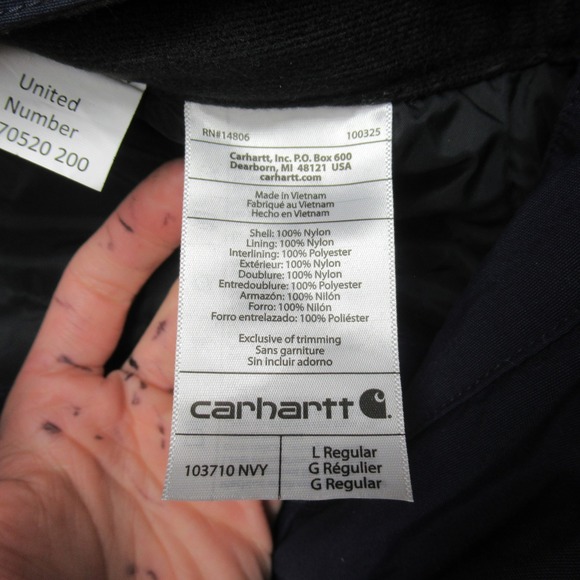 United
Number
70520 200
RN#14806 100325
Carhartt, Inc. P.O. Box 600
Dearborn, MI 48121 USA
carhartt.com
Made in Vietnam
Fabriqué au Vietnam
Hecho en Vietnam
Shell: 100% Nylon
Lining: 100% Nylon
Interlining: 100% Polyester
Extérieur: 100% Nylon
Doublure: 100% Nylon
Entredoublure: 100% Polyester
Armazón: 100% Nilón
Forro: 100% Nilón
Forro entrelazado: 100% Poliéster
Exclusive of trimming
Sans garniture
Sin incluir adorno
carhartt
103710 NVY
L Regular
G Régulier
G Regular